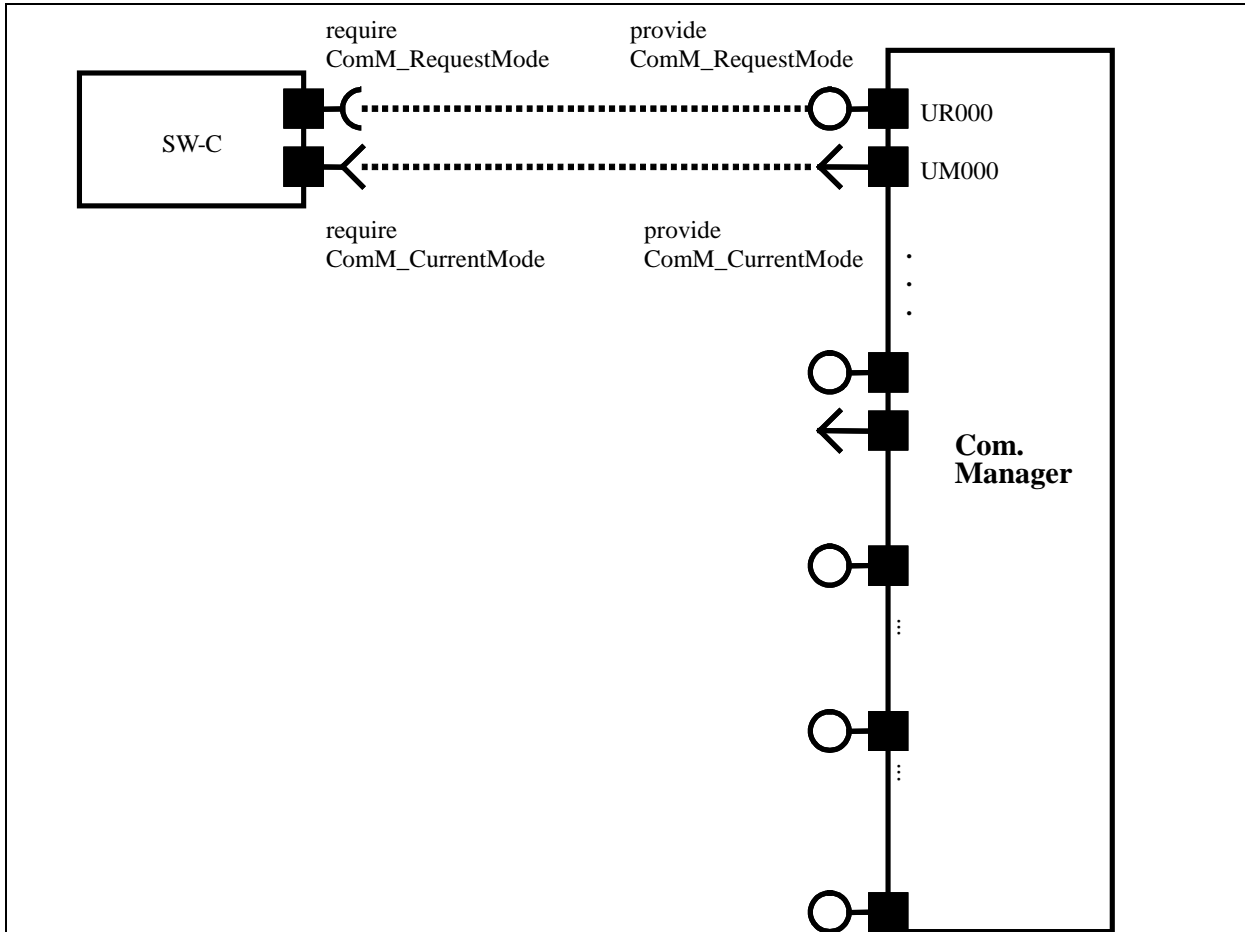 require
ComM_RequestMode
provide
ComM_RequestMode
SW-C
UR000
UM000
require
ComM_CurrentMode
provide
ComM_CurrentMode
Com.
Manager